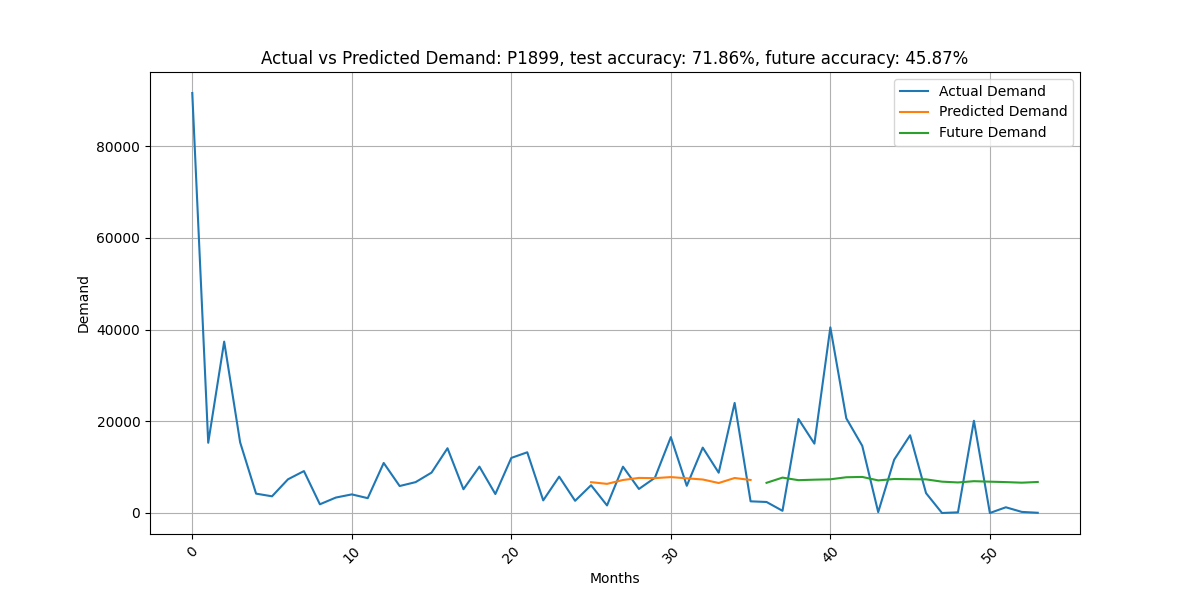 Actual vs Predicted Demand: P1899, test accuracy: 71.86%, future accuracy: 45.87%
Actual Demand
Predicted Demand
Future Demand
Demand
80000
60000
40000
20000
0
0
10
20
30
40
50
Months